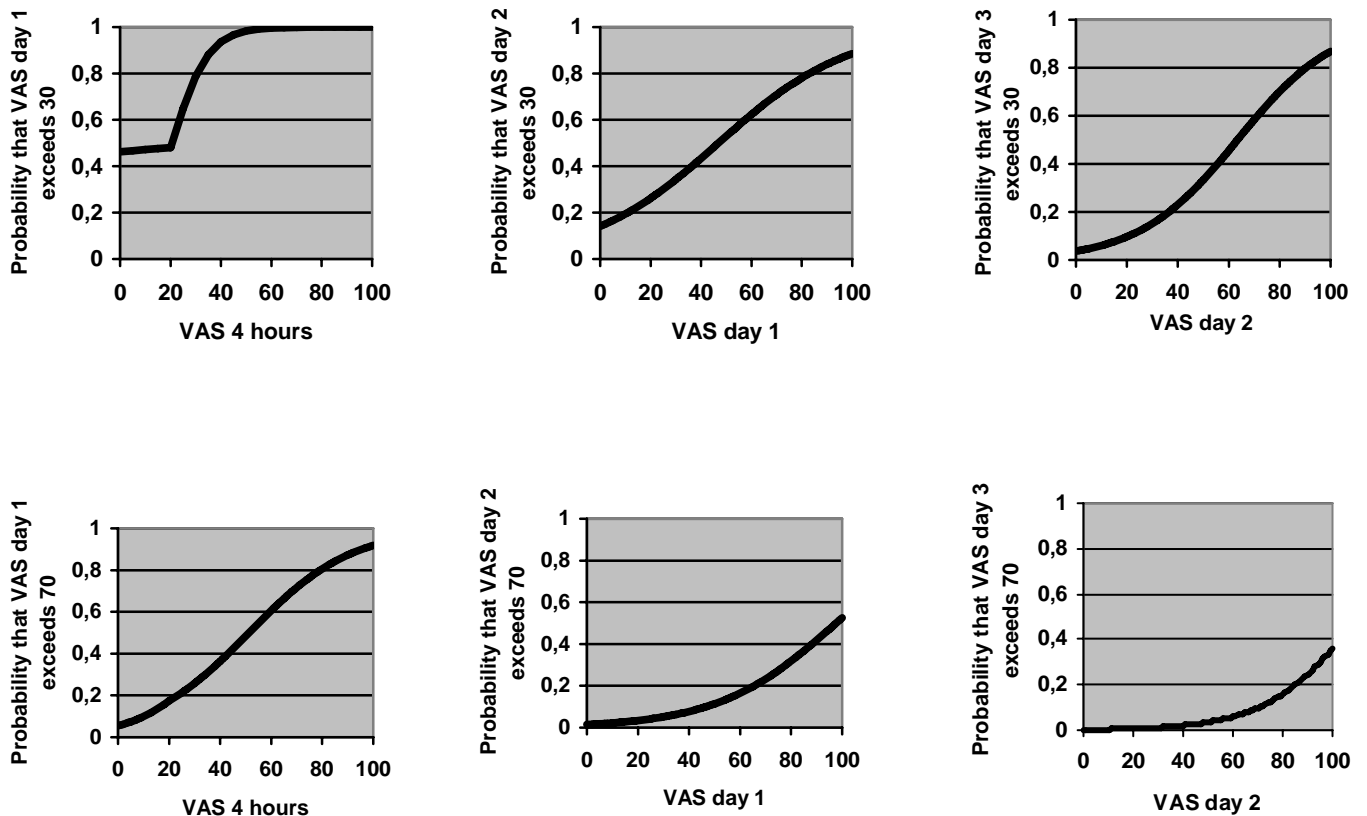 Probability that VAS day 1
exceeds 30
1
0,8
0,6
0,4
0,2
0
0 20 40 60 80 100
VAS 4 hours
Probability that VAS day 2
exceeds 30
1
0,8
0,6
0,4
0,2
0
0 20 40 60 80 100
VAS day 1
Probability that VAS day 3
exceeds 30
1
0,8
0,6
0,4
0,2
0
0 20 40 60 80 100
VAS day 2
Probability that VAS day 1
exceeds 70
1
0,8
0,6
0,4
0,2
0
0 20 40 60 80 100
VAS 4 hours
Probability that VAS day 2
exceeds 70
1
0,8
0,6
0,4
0,2
0
0 20 40 60 80 100
VAS day 1
Probability that VAS day 3
exceeds 70
1
0,8
0,6
0,4
0,2
0
0 20 40 60 80 100
VAS day 2